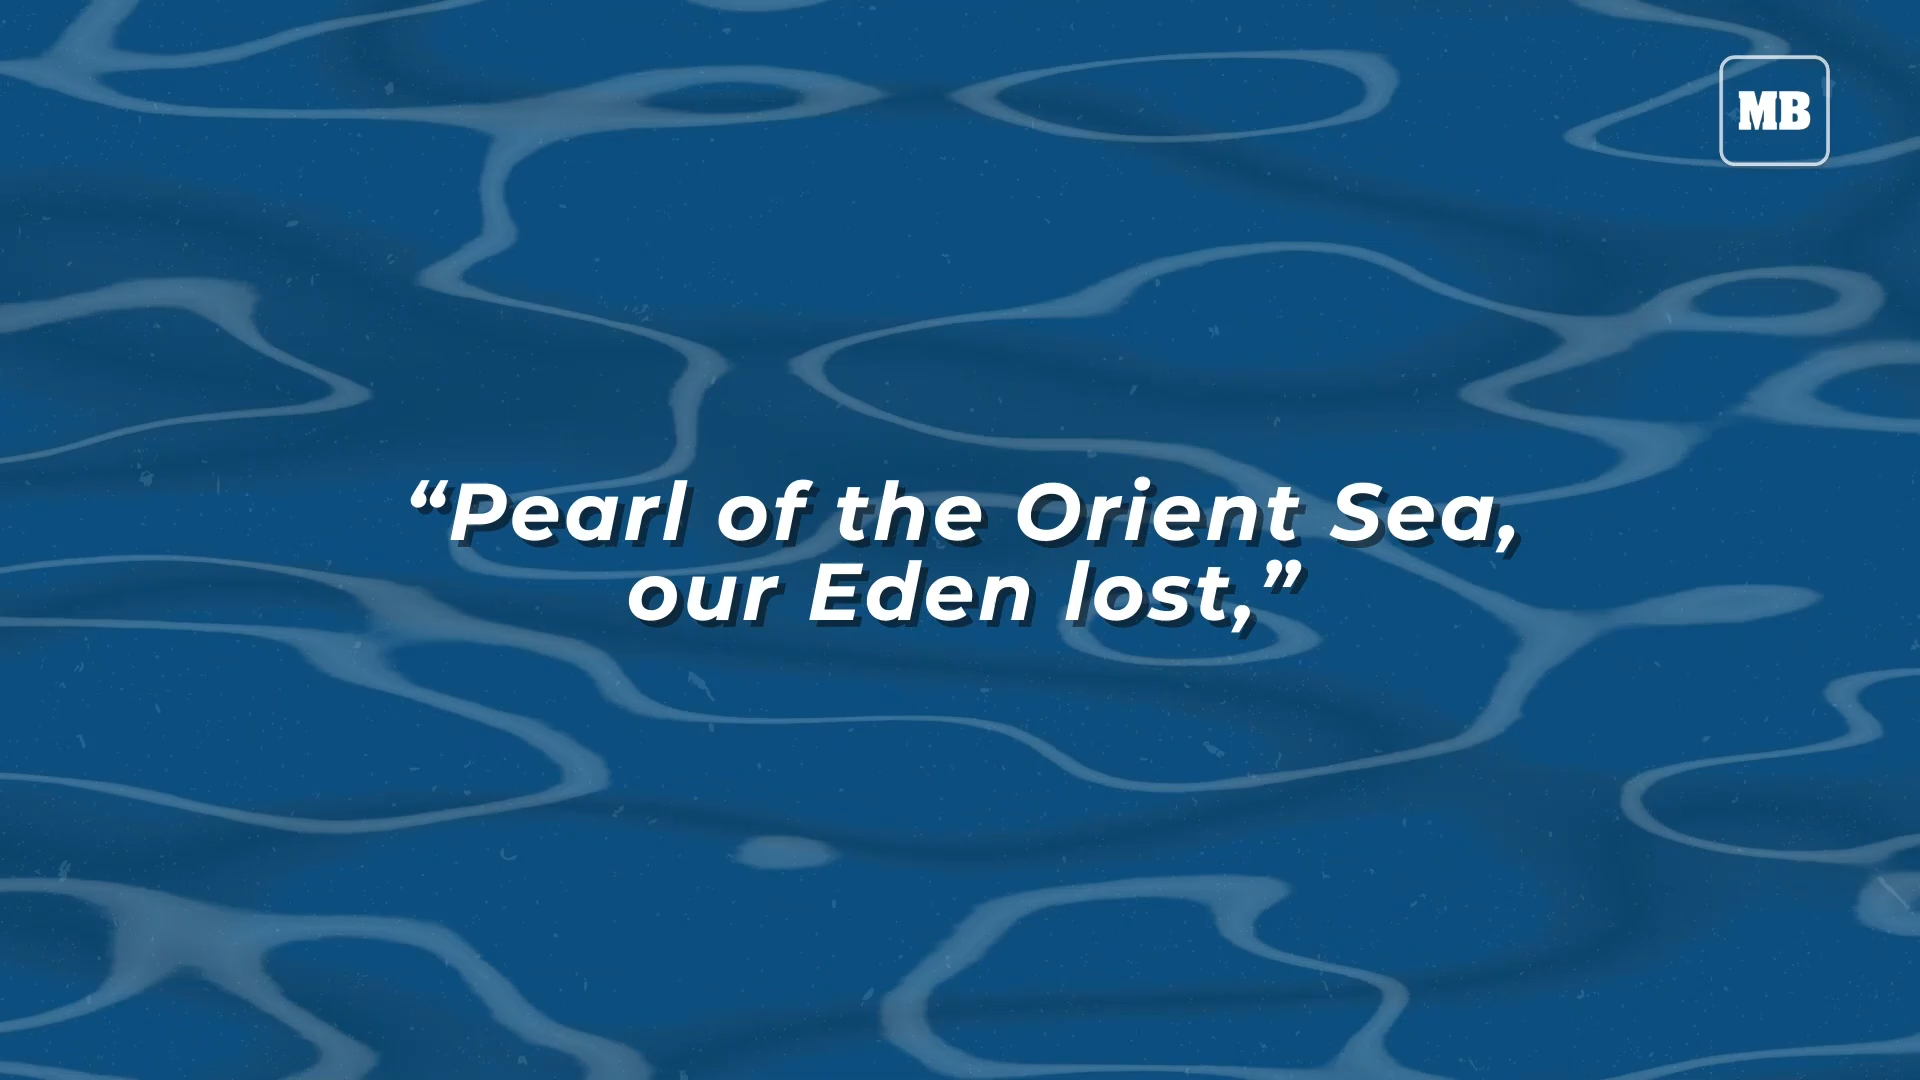 MB
“Pearl of the Orient Sea,
our Eden lost,”